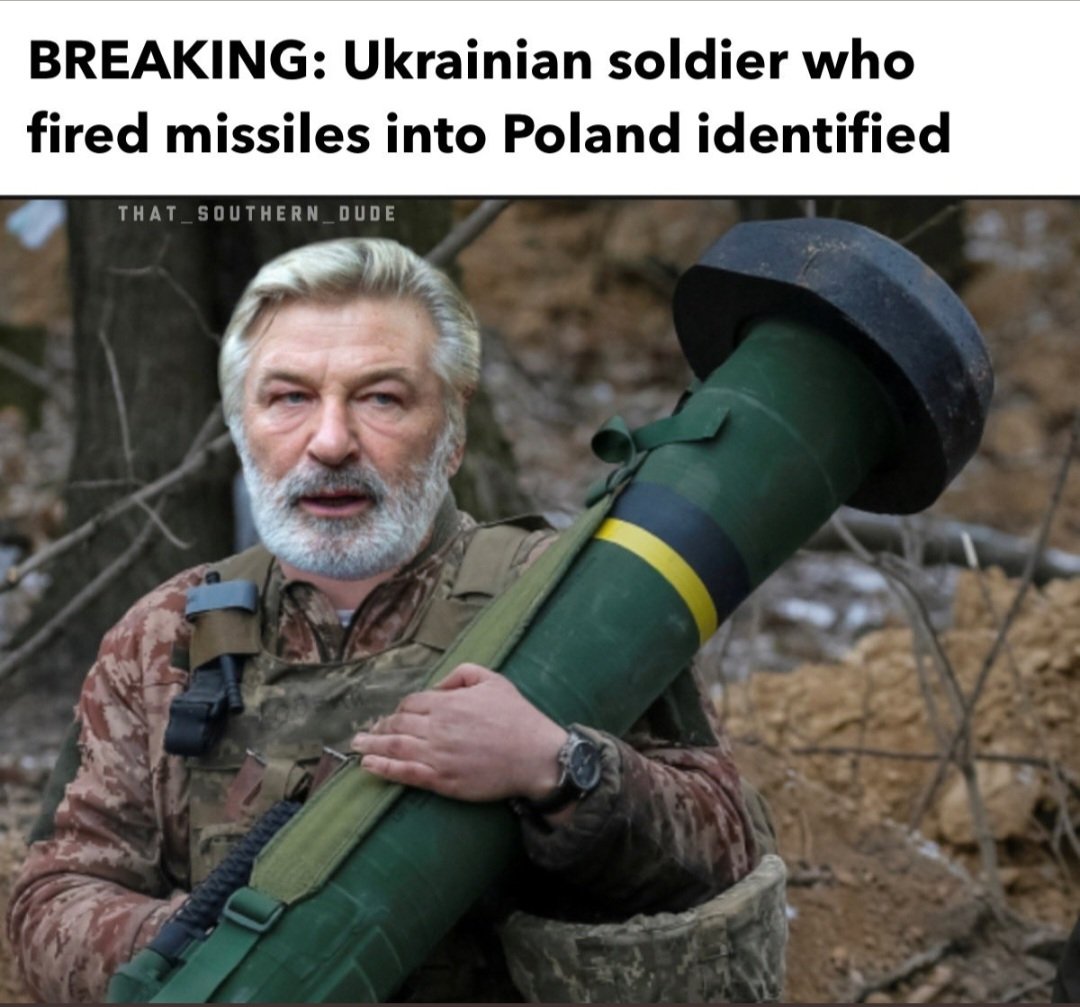 BREAKING: Ukrainian soldier who
fired missiles into Poland identified
THAT_SOUTHERN_DUDE